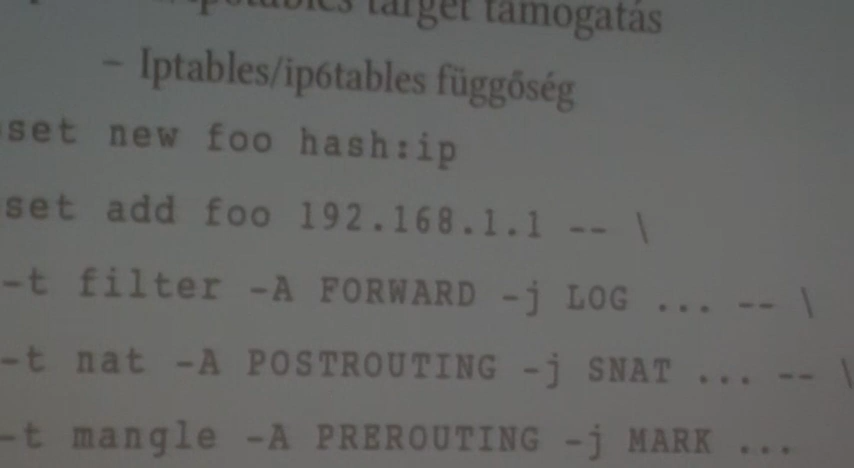 target támogatás
– Iptables/ip6tables függőség
set new foo hash:ip
set add foo 192.168.1.1 -- \
-t filter -A FORWARD -j LOG ... -- \
-t nat -A POSTROUTING -j SNAT ... -- \
-t mangle -A PREROUTING -j MARK ...